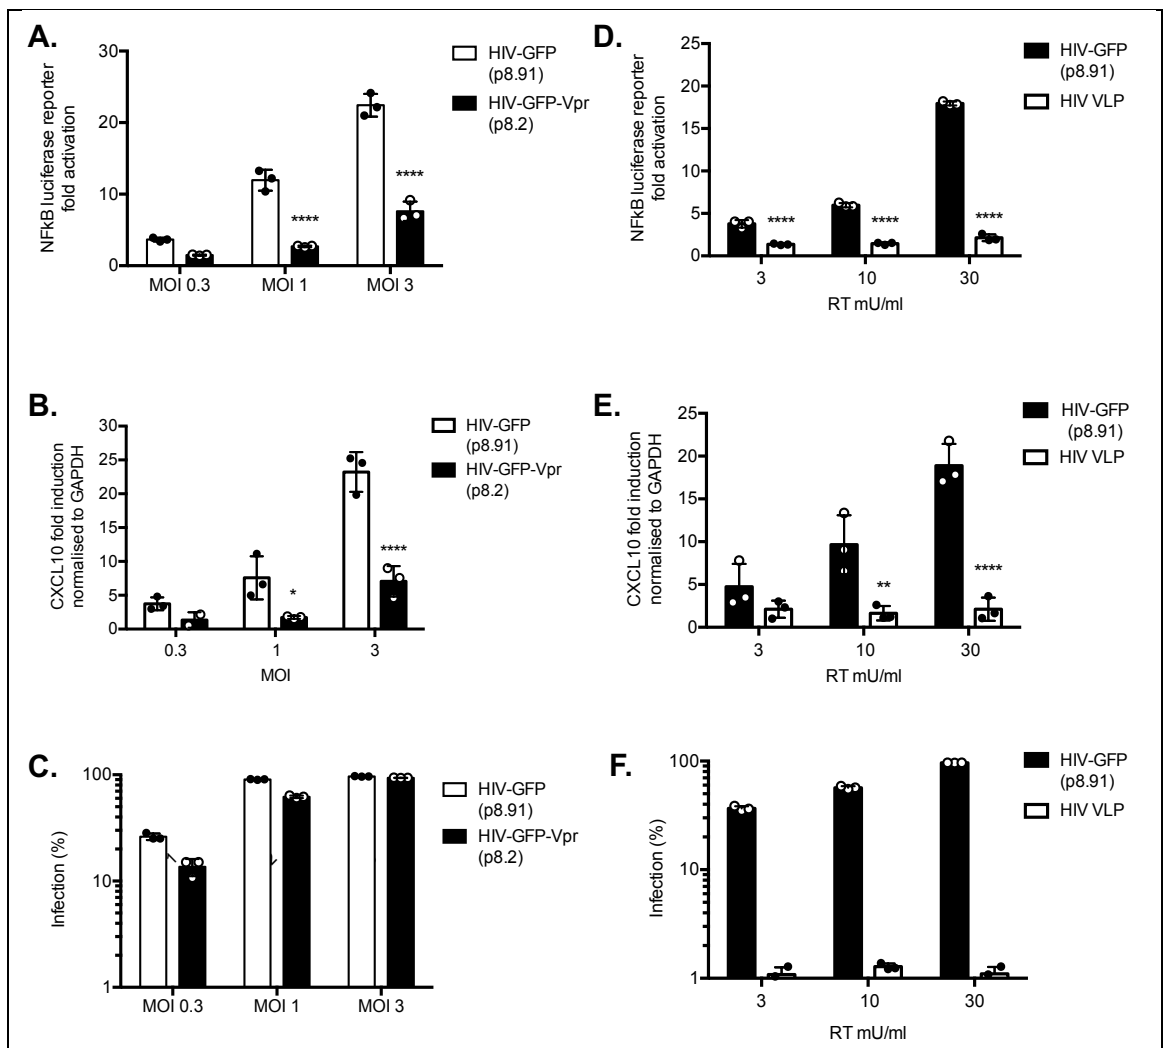 A.
NFkB luciferase reporter
fold activation
30
20
10
0
MOI 0.3
MOI 1
MOI 3
****
****
HIV-GFP
(p8.91)
HIV-GFP-Vpr
(p8.2)
D.
NFkB luciferase reporter
fold activation
25
20
15
10
5
0
3
10
30
RT mU/ml
****
****
****
HIV-GFP
(p8.91)
HIV VLP
B.
CXCL10 fold induction
normalised to GAPDH
30
25
20
15
10
5
0
0.3
1
3
MOI
*
****
HIV-GFP
(p8.91)
HIV-GFP-Vpr
(p8.2)
E.
CXCL10 fold induction
normalised to GAPDH
25
20
15
10
5
0
3
10
30
RT mU/ml
**
****
HIV-GFP
(p8.91)
HIV VLP
C.
Infection (%)
100
10
1
MOI 0.3
MOI 1
MOI 3
HIV-GFP
(p8.91)
HIV-GFP-Vpr
(p8.2)
F.
Infection (%)
100
10
1
3
10
30
RT mU/ml
HIV-GFP
(p8.91)
HIV VLP